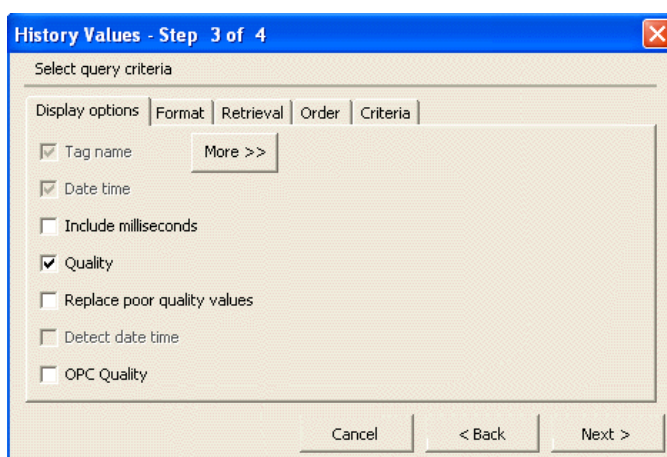 History Values - Step 3 of 4
Select query criteria
Display options Format Retrieval Order Criteria
Tag name More >>
Date time
Include milliseconds
Quality
Replace poor quality values
Detect date time
OPC Quality
Cancel < Back Next >